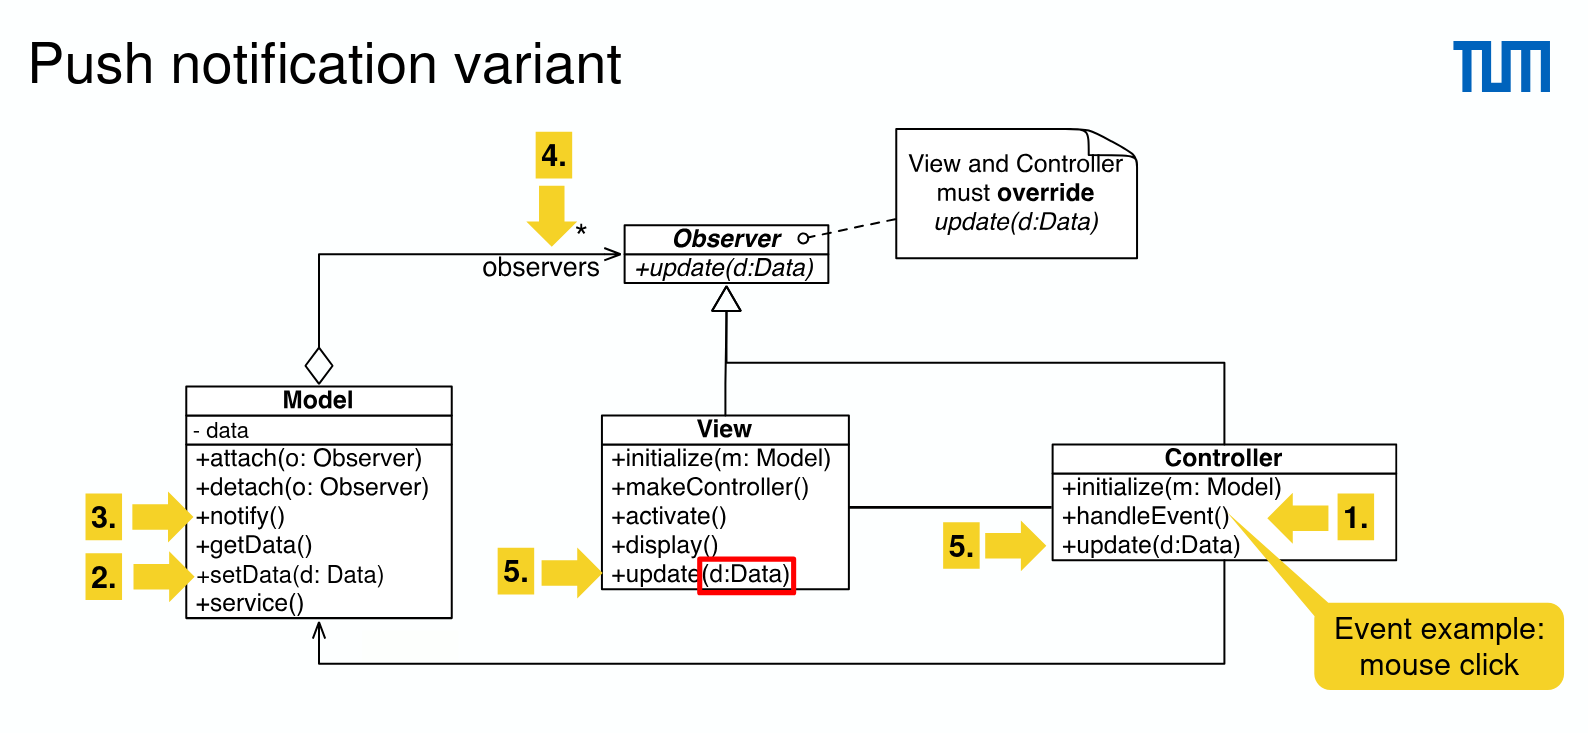 Push notification variant
TUM
4.
*
observers
Observer
+update(d:Data)
View and Controller
must override
update(d:Data)
Model
- data
+attach(o: Observer)
+detach(o: Observer)
3.
+notify()
+getData()
2.
+setData(d: Data)
+service()
View
+initialize(m: Model)
+makeController()
+activate()
+display()
5.
+update(d:Data)
Controller
+initialize(m: Model)
+handleEvent()
1.
5.
+update(d:Data)
Event example:
mouse click